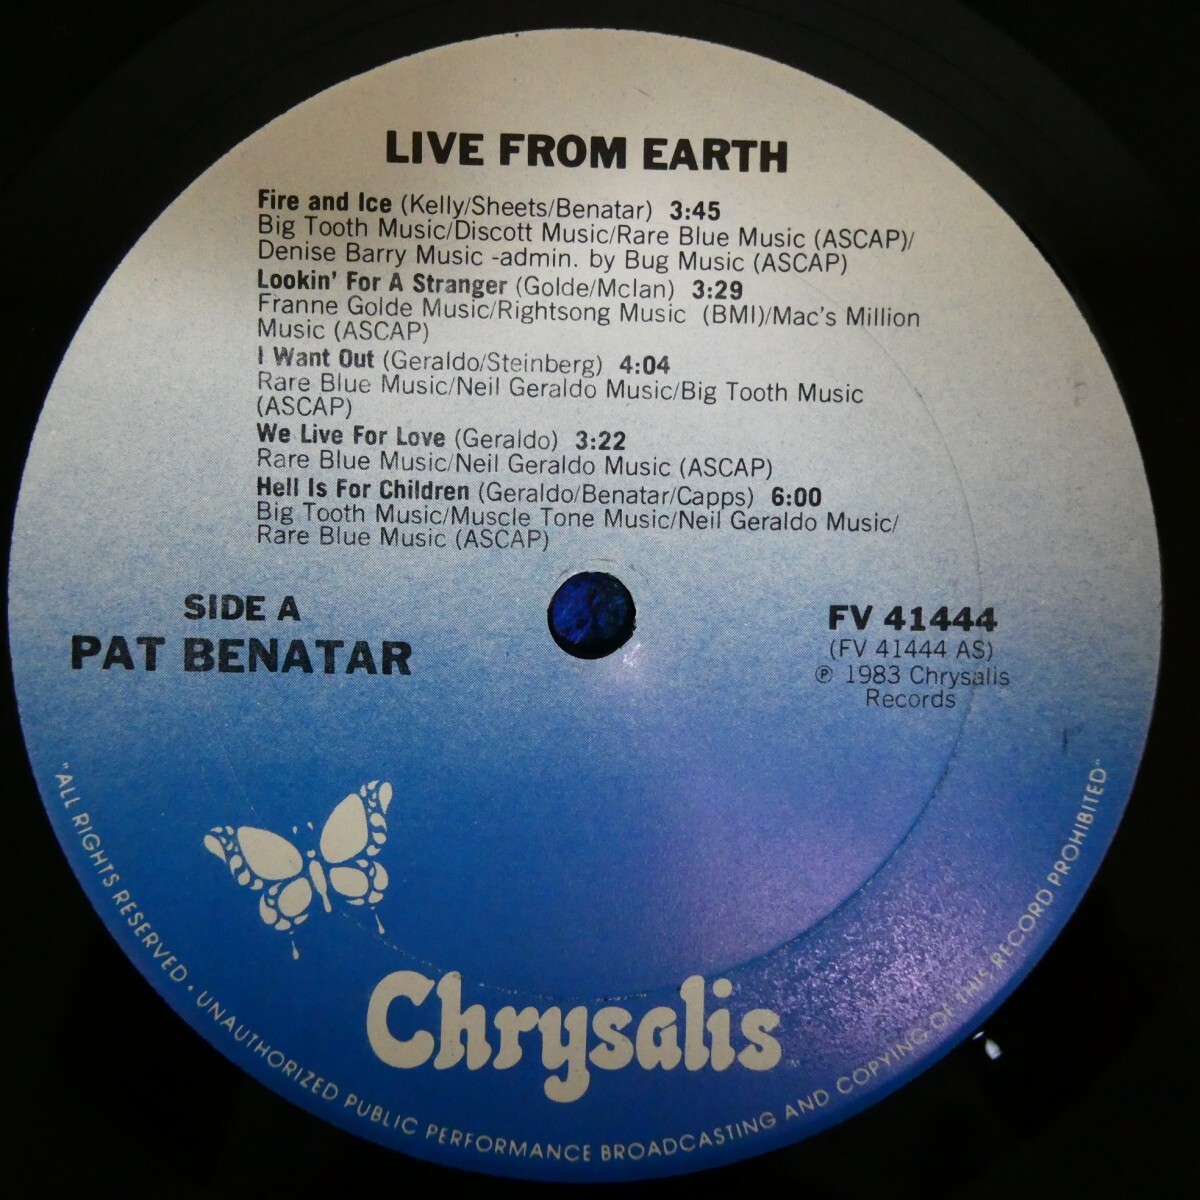 LIVE FROM EARTH
Fire and Ice (Kelly/Sheets/Benatar) 3:45
Big Tooth Music/Discott Music/Rare Blue Music (ASCAP)/
Denise Barry Music -admin. by Bug Music (ASCAP)
Lookin' For A Stranger (Golde/McIan) 3:29
Franne Golde Music/Rightsong Music (BMI)/Mac's Million
Music (ASCAP)
I Want Out (Geraldo/Steinberg) 4:04
Rare Blue Music/Neil Geraldo Music/Big Tooth Music
(ASCAP)
We Live For Love (Geraldo) 3:22
Rare Blue Music/Neil Geraldo Music (ASCAP)
Hell Is For Children (Geraldo/Benatar/Capps) 6:00
Big Tooth Music/Muscle Tone Music/Neil Geraldo Music/
Rare Blue Music (ASCAP)
SIDE A
PAT BENATAR
FV 41444
(FV 41444 AS)
℗ 1983 Chrysalis
Records
Chrysalis
"ALL RIGHTS RESERVED. UNAUTHORIZED PUBLIC PERFORMANCE BROADCASTING AND COPYING OF THIS RECORD PROHIBITED"